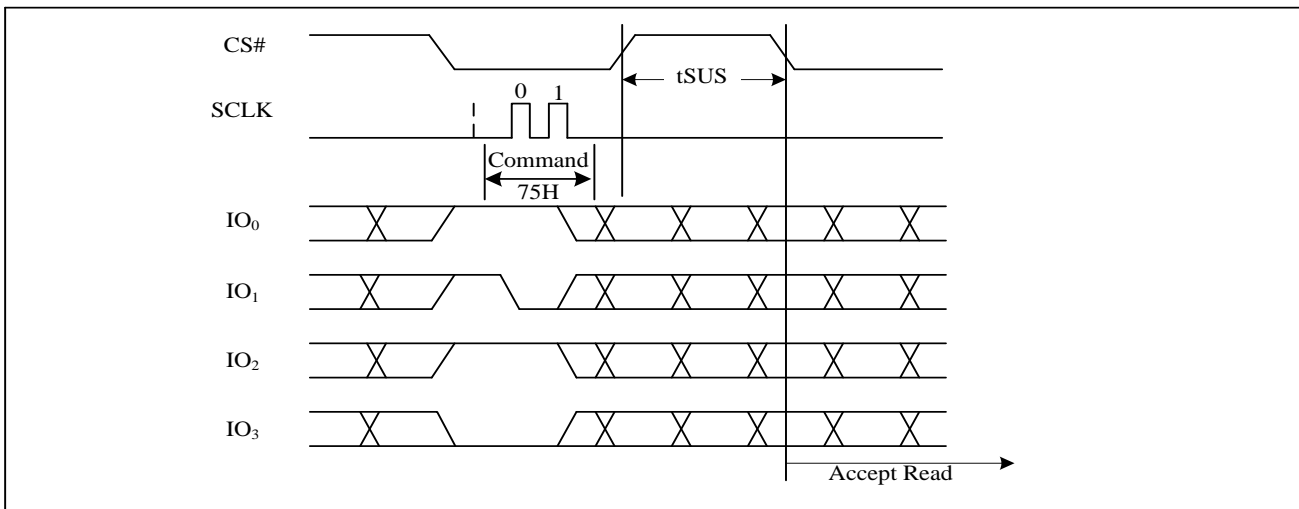 CS#
tSUS
SCLK
0 1
Command
75H
IO₀
IO₁
IO₂
IO₃
Accept Read